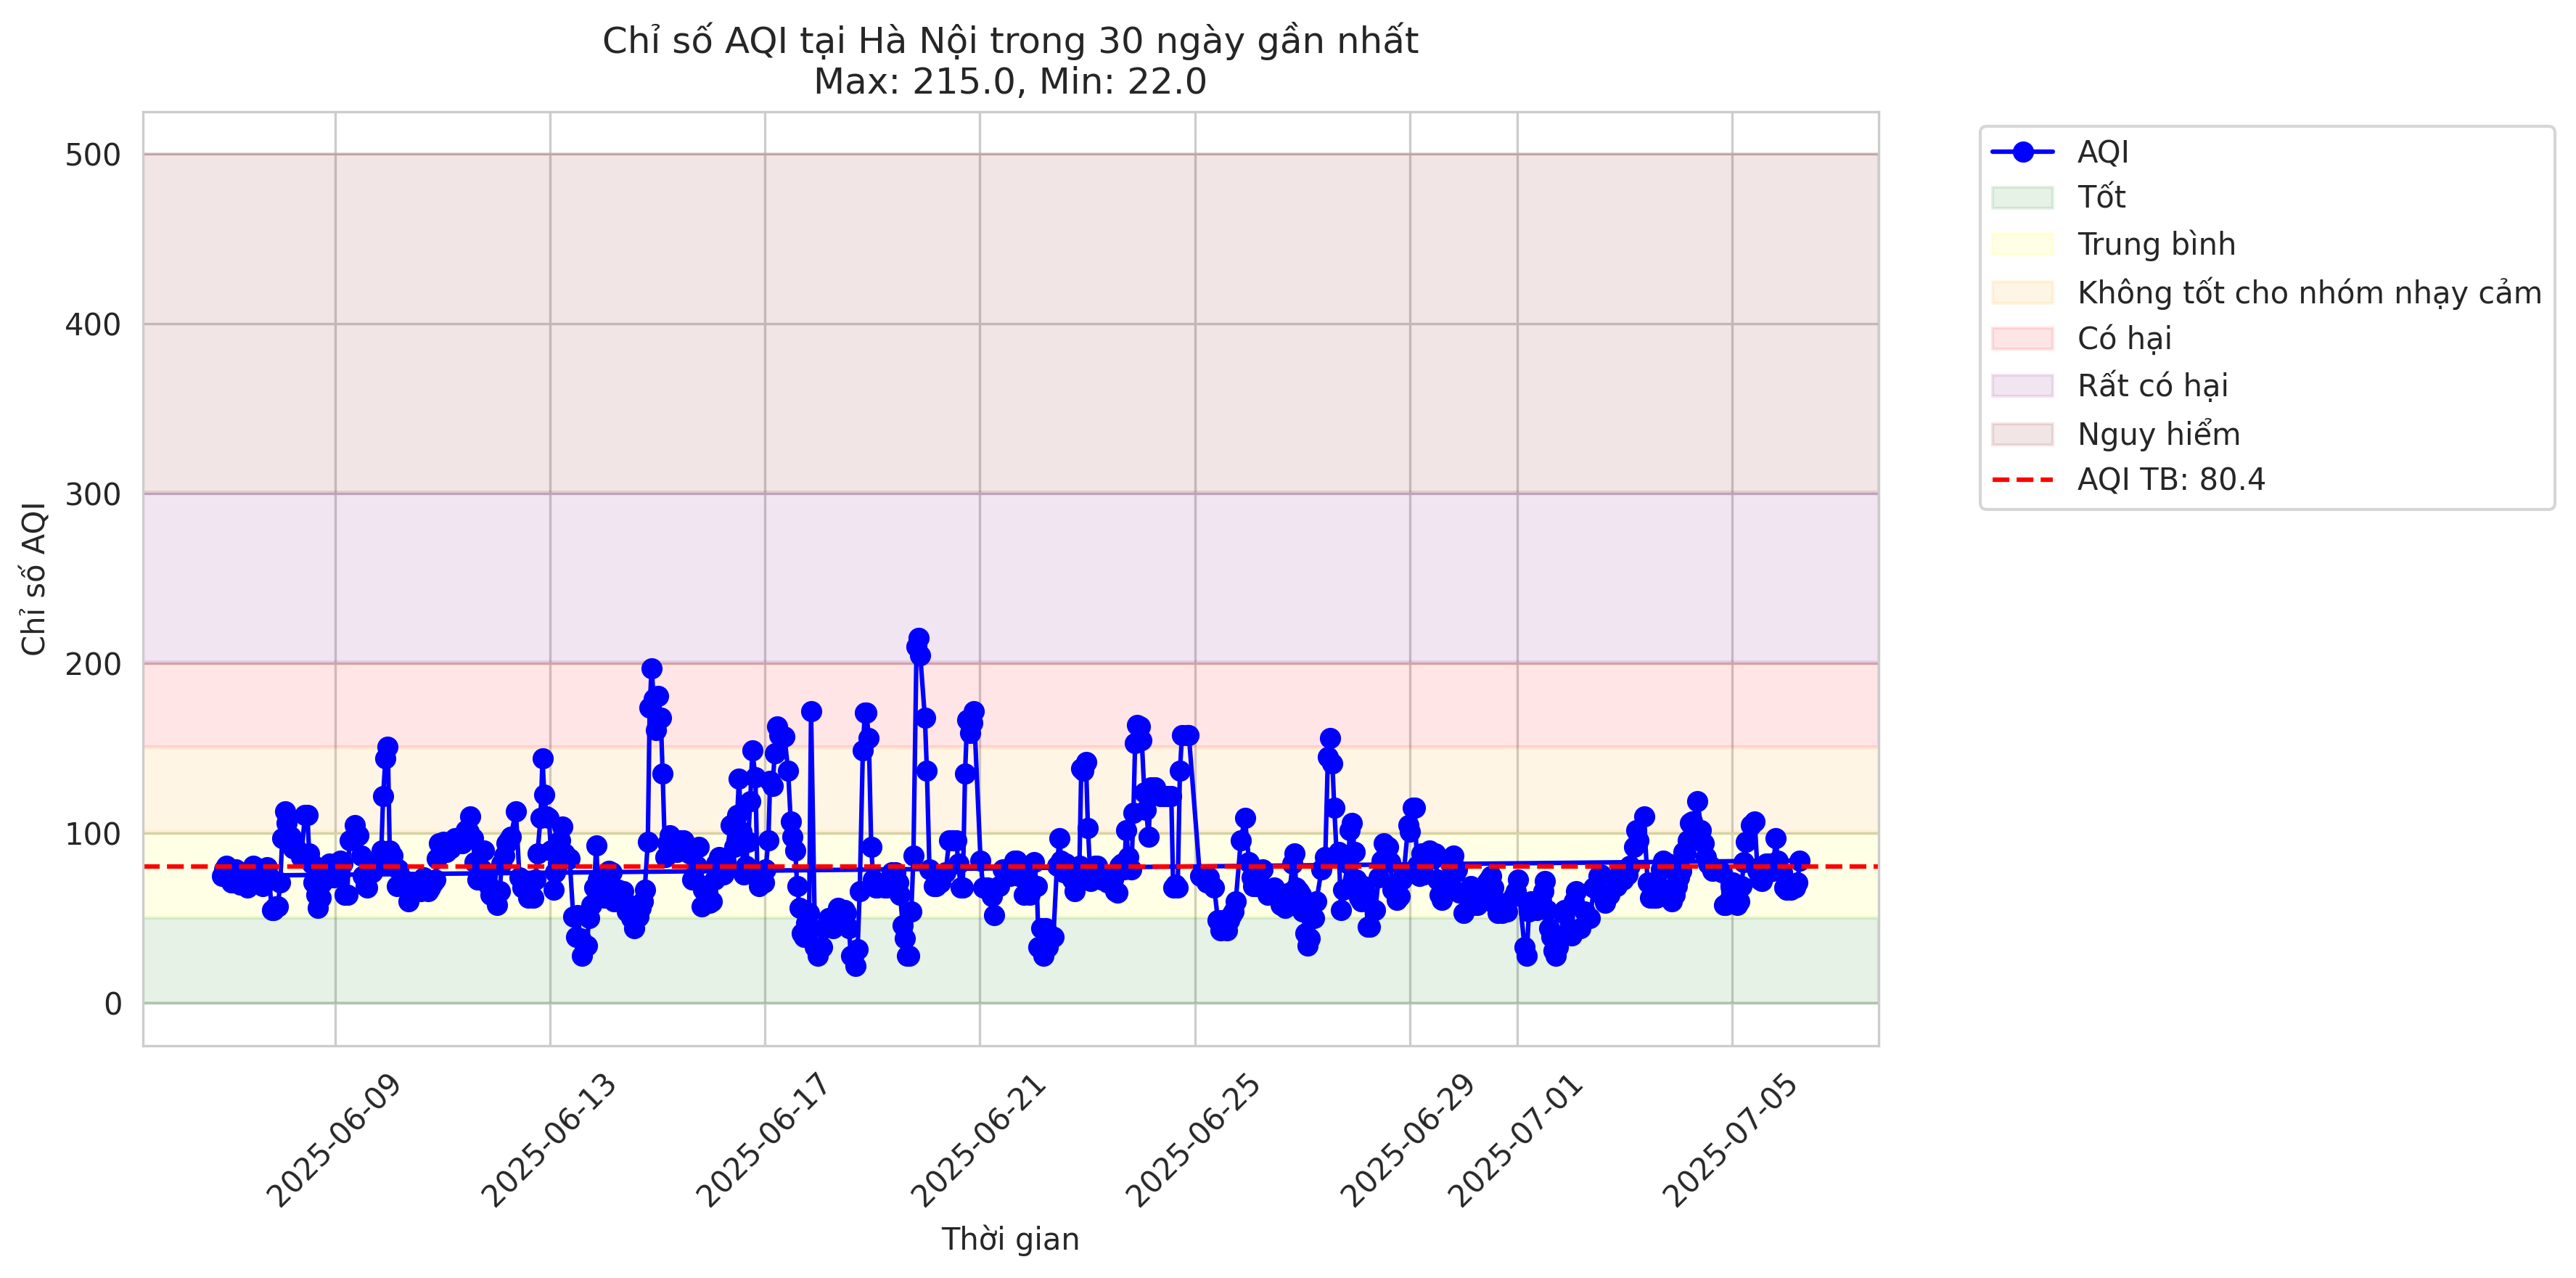 Chỉ số AQI tại Hà Nội trong 30 ngày gần nhất
Max: 215.0, Min: 22.0
Chỉ số AQI
500
400
300
200
100
0
2025-06-09
2025-06-13
2025-06-17
2025-06-21
2025-06-25
2025-06-29
2025-07-01
2025-07-05
Thời gian
AQI
Tốt
Trung bình
Không tốt cho nhóm nhạy cảm
Có hại
Rất có hại
Nguy hiểm
AQI TB: 80.4